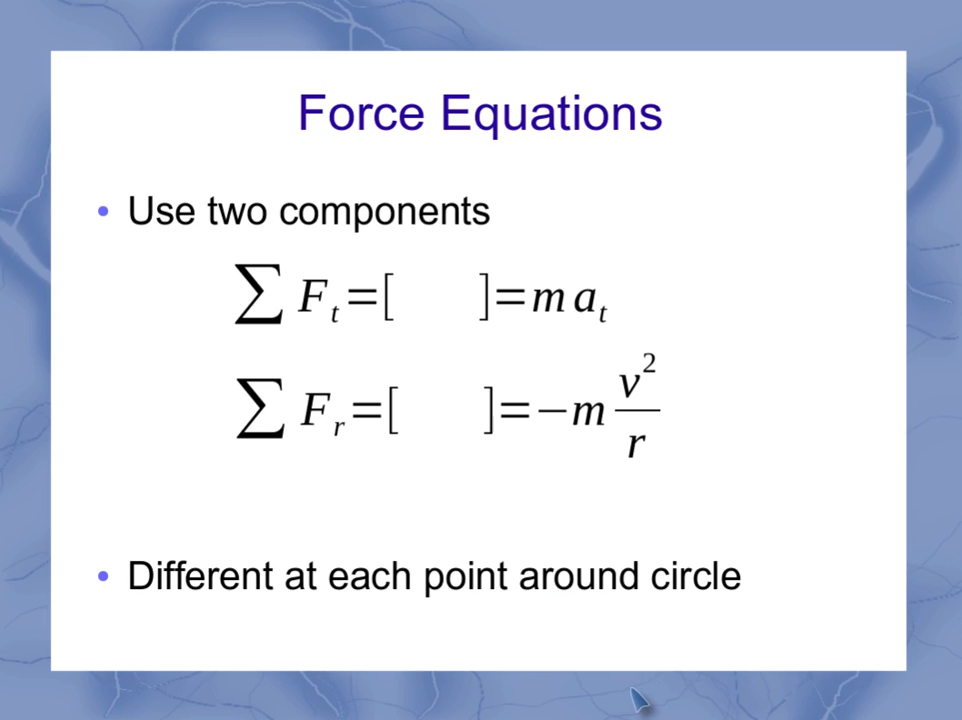 Force Equations
• Use two components
∑ F_t = [ ] = m a_t
∑ F_r = [ ] = −m v²/r
• Different at each point around circle